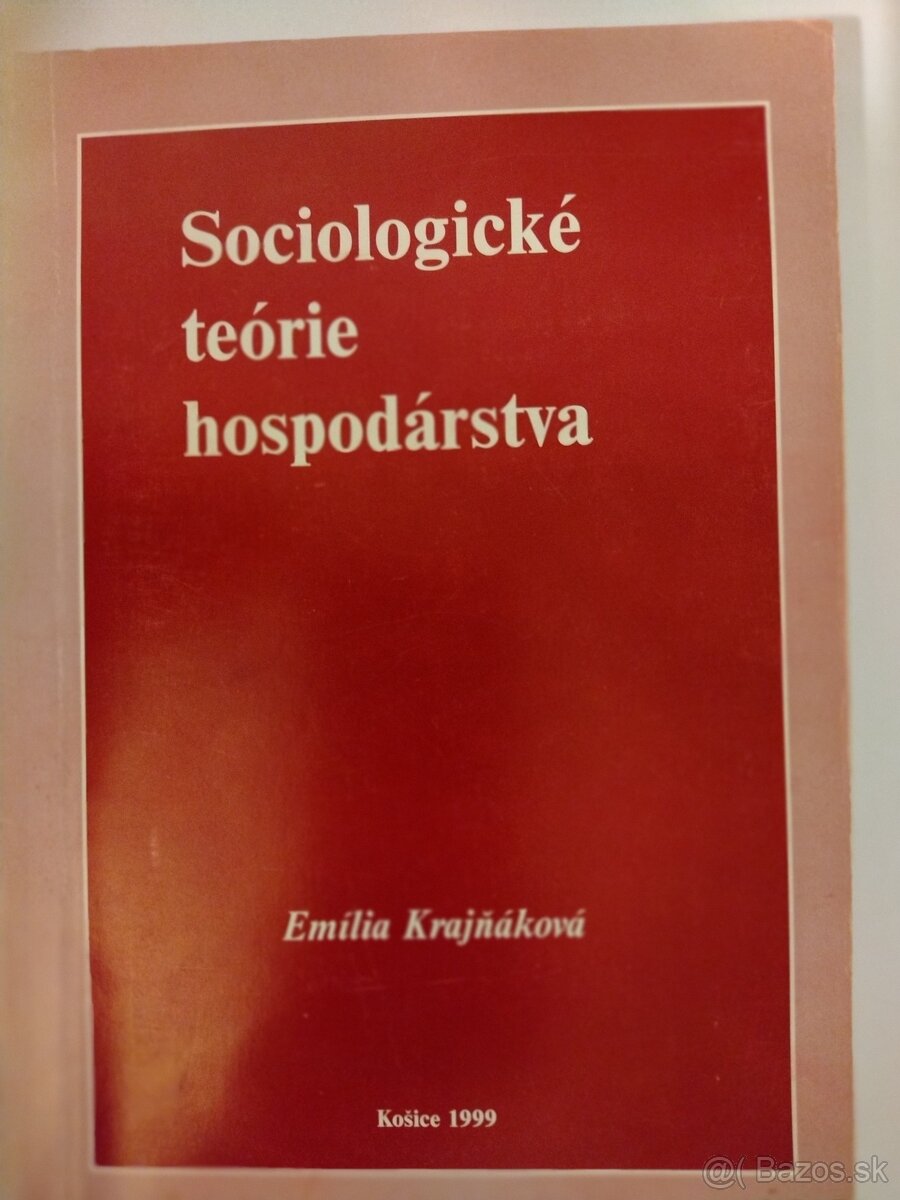 Sociologické
teórie
hospodárstva
Emília Krajňáková
Košice 1999
@( Bazos.sk